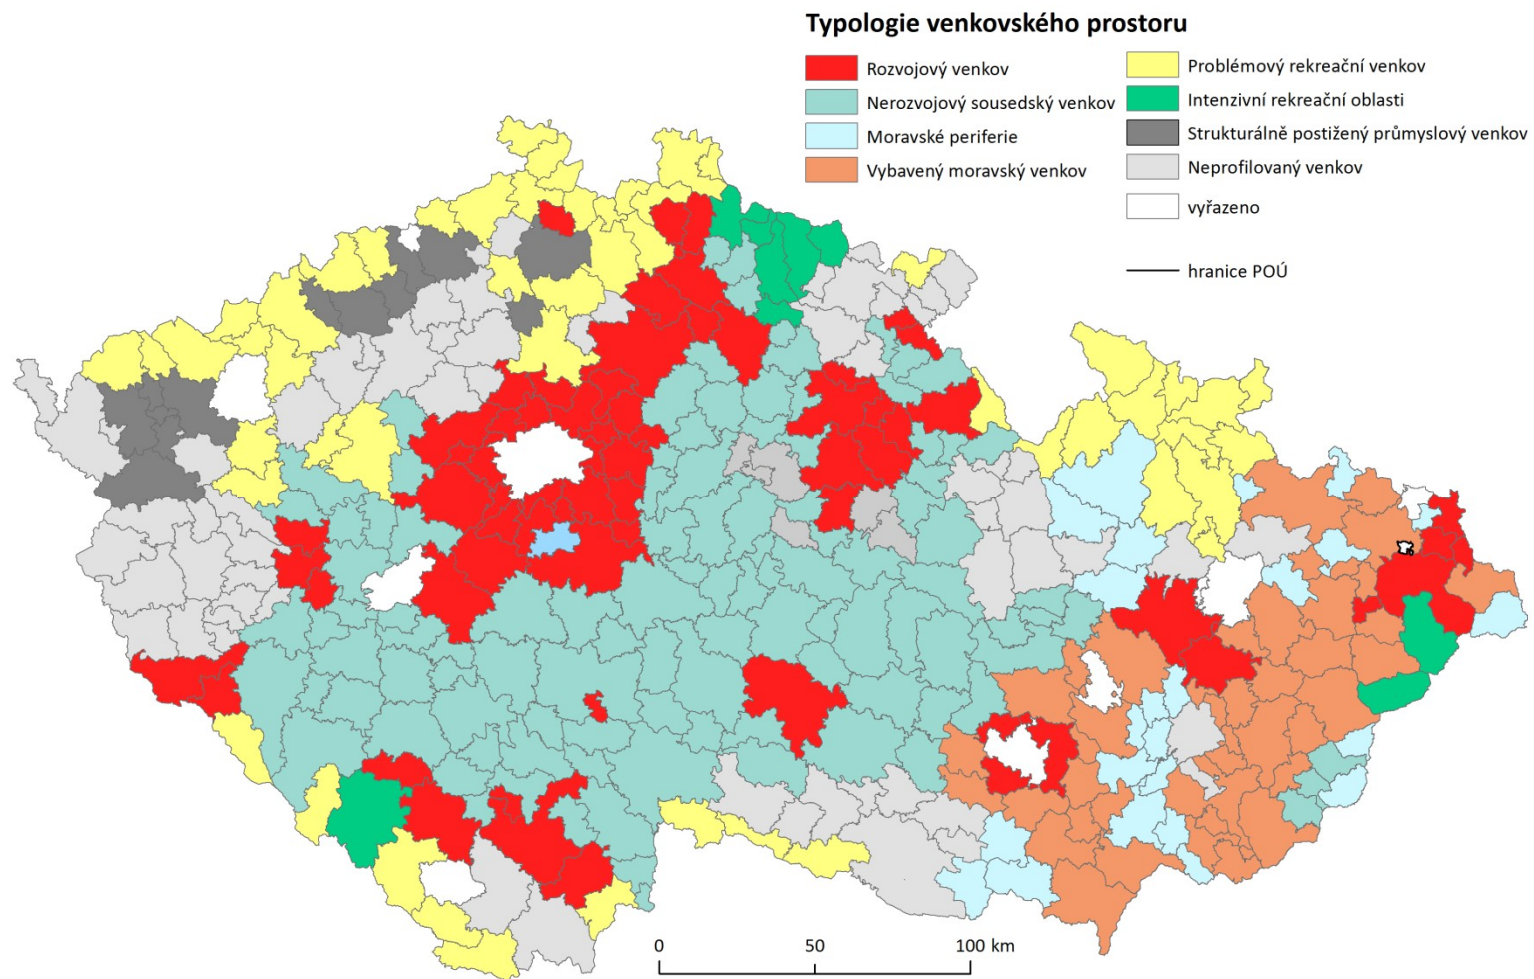 Typologie venkovského prostoru
Rozvojový venkov
Nerozvojový sousedský venkov
Moravské periferie
Vybavený moravský venkov
Problémový rekreační venkov
Intenzivní rekreační oblasti
Strukturálně postižený průmyslový venkov
Neprofilovaný venkov
vyřazeno
hranice POÚ
0 50 100 km